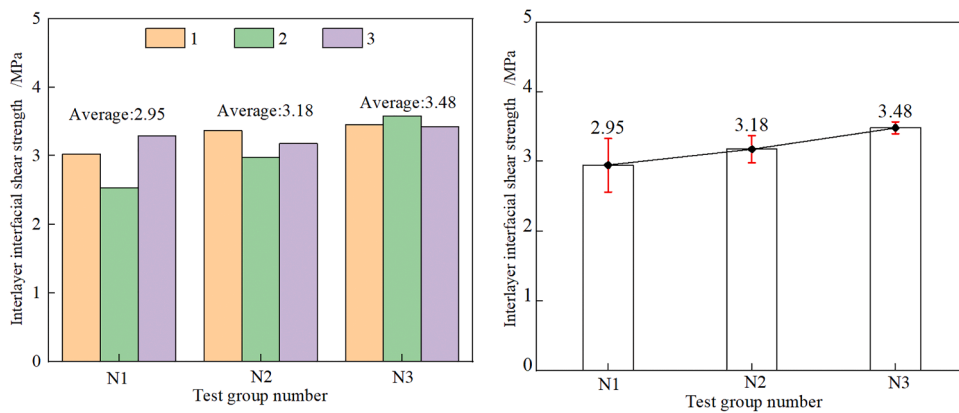 5
4
3
2
1
0
Interlayer interfacial shear strength /MPa
1 2 3
Average:2.95 Average:3.18 Average:3.48
N1 N2 N3
Test group number
5
4
3
2
1
0
Interlayer interfacial shear strength /MPa
2.95 3.18 3.48
N1 N2 N3
Test group number